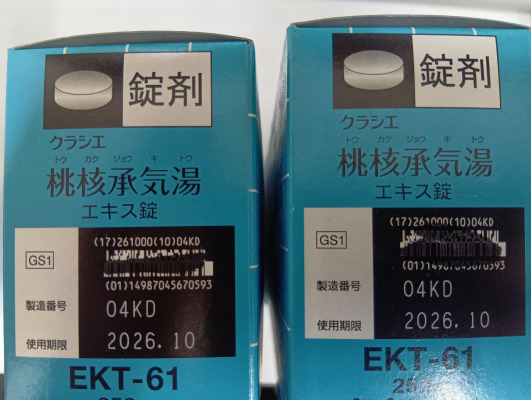 錠剤
クラシエ
トウ カク ジョウ キ トウ
桃核承気湯
エキス錠
(17)261000(10)04KD
GS1
(01)14987045670593
製造番号 04KD
使用期限 2026.10
EKT-61
錠剤
クラシエ
トウ カク ジョウ キ トウ
桃核承気湯
エキス錠
(17)261000(10)04KD
GS1
(01)14987045670593
製造番号 04KD
使用期限 2026.10
EKT-61